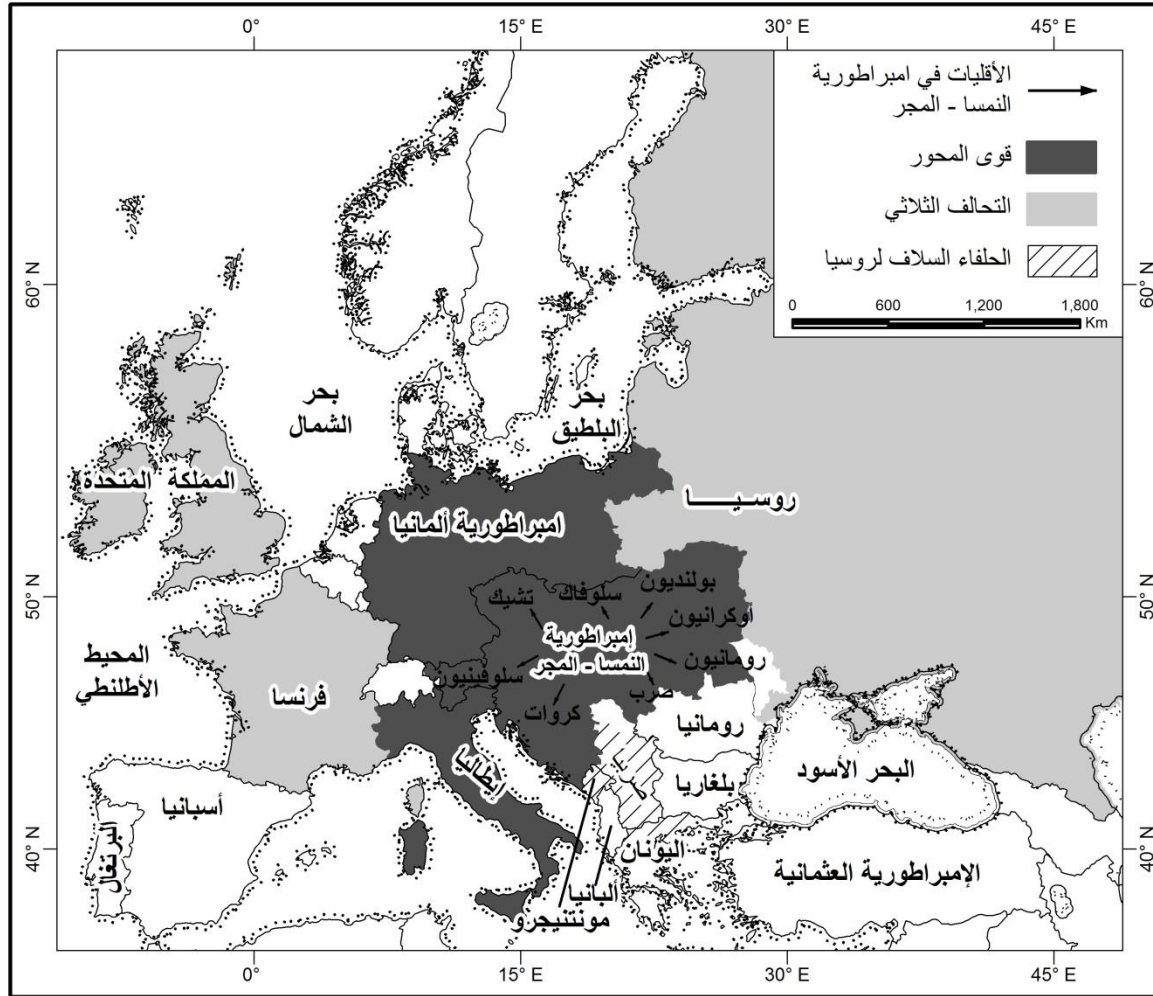 0°
15° E
30° E
45° E
الأقليات في امبراطورية
النمسا - المجر
قوى المحور
التحالف الثلاثي
الحلفاء السلاف لروسيا
0 600 1,200 1,800
Km
60° N
60° N
بحر
الشمال
بحر
البلطيق
المملكة
المتحدة
روسيـــــا
امبراطورية ألمانيا
50° N
50° N
بولنديون
سلوفاك
تشيك
اوكرانيون
إمبراطورية
النمسا - المجر
رومانيون
سلوفينيون
صرب
كروات
المحيط
الأطلنطي
فرنسا
رومانيا
إيطاليا
البحر الأسود
بلغاريا
أسبانيا
البرتغال
40° N
40° N
اليونان
الإمبراطورية العثمانية
ألبانيا
مونتنيجرو
0°
15° E
30° E
45° E